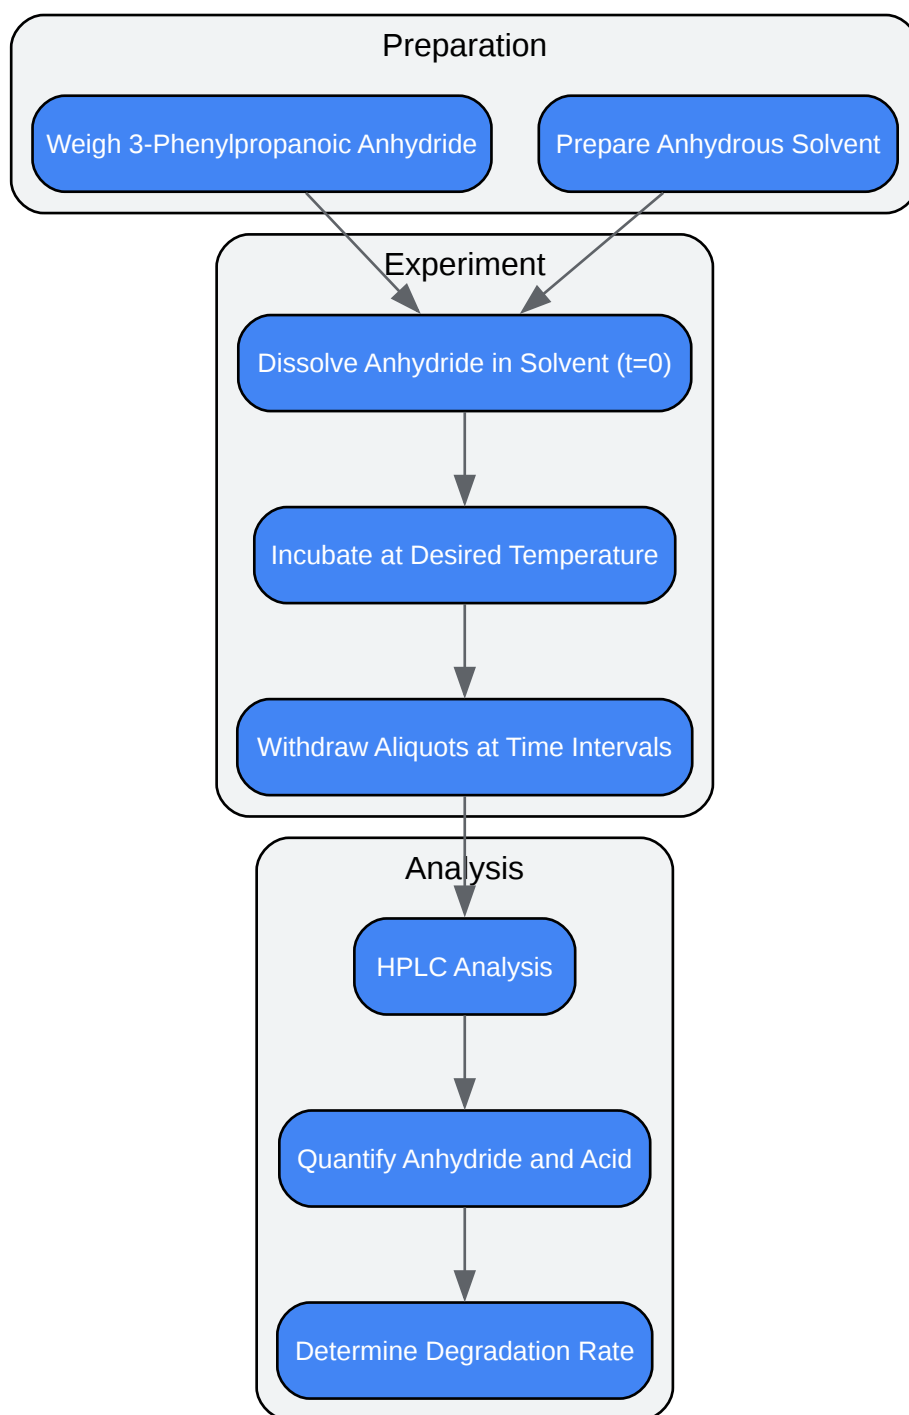 Preparation
Weigh 3-Phenylpropanoic Anhydride
Prepare Anhydrous Solvent
Experiment
Dissolve Anhydride in Solvent (t=0)
Incubate at Desired Temperature
Withdraw Aliquots at Time Intervals
Analysis
HPLC Analysis
Quantify Anhydride and Acid
Determine Degradation Rate